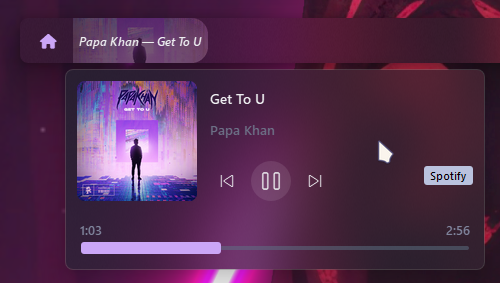 Papa Khan — Get To U
PAPA KHAN
GET TO U
Get To U
Papa Khan
Spotify
1:03
2:56